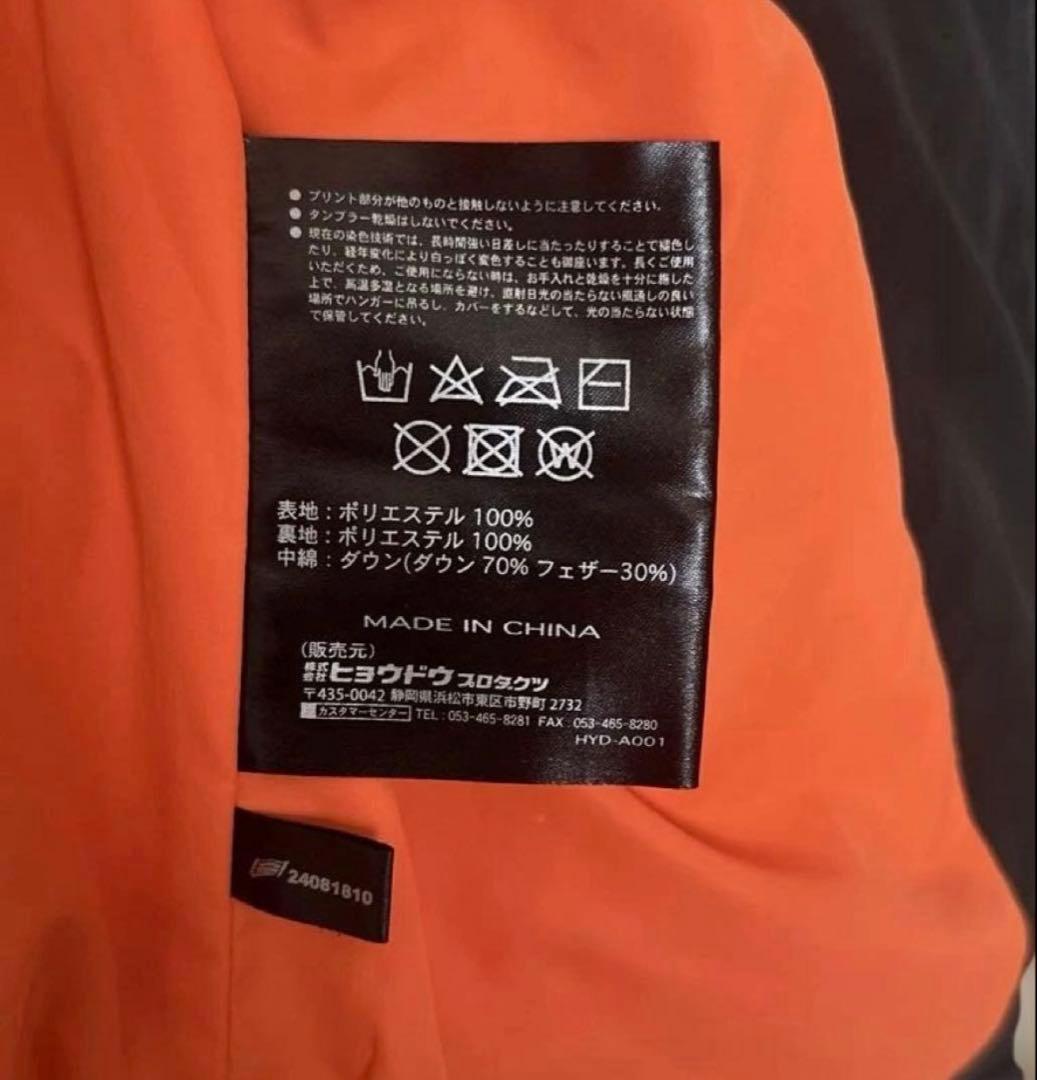 ● プリント部分が他のものと接触しないように注意してください。
● タンブラー乾燥はしないでください。
● 現在の染色技術では、長時間強い日差しに当たったりすることで褪色し
たり、経年変化により白っぽく変色することも御座います。長くご使用
いただくため、ご使用にならない時は、お手入れと乾燥を十分に施した
上で、高温多湿となる場所を避け、直射日光の当たらない風通しの良い
場所でハンガーに吊るし、カバーをするなどして、光の当たらない状態
で保管してください。
W
表地：ポリエステル 100%
裏地：ポリエステル 100%
中綿：ダウン(ダウン 70% フェザー30%)
MADE IN CHINA
（販売元）
株式会社ヒョウドウプロダクツ
〒435-0042 静岡県浜松市東区市野町 2732
カスタマーセンター TEL : 053-465-8281 FAX : 053-465-8280
HYD-A001
24081810